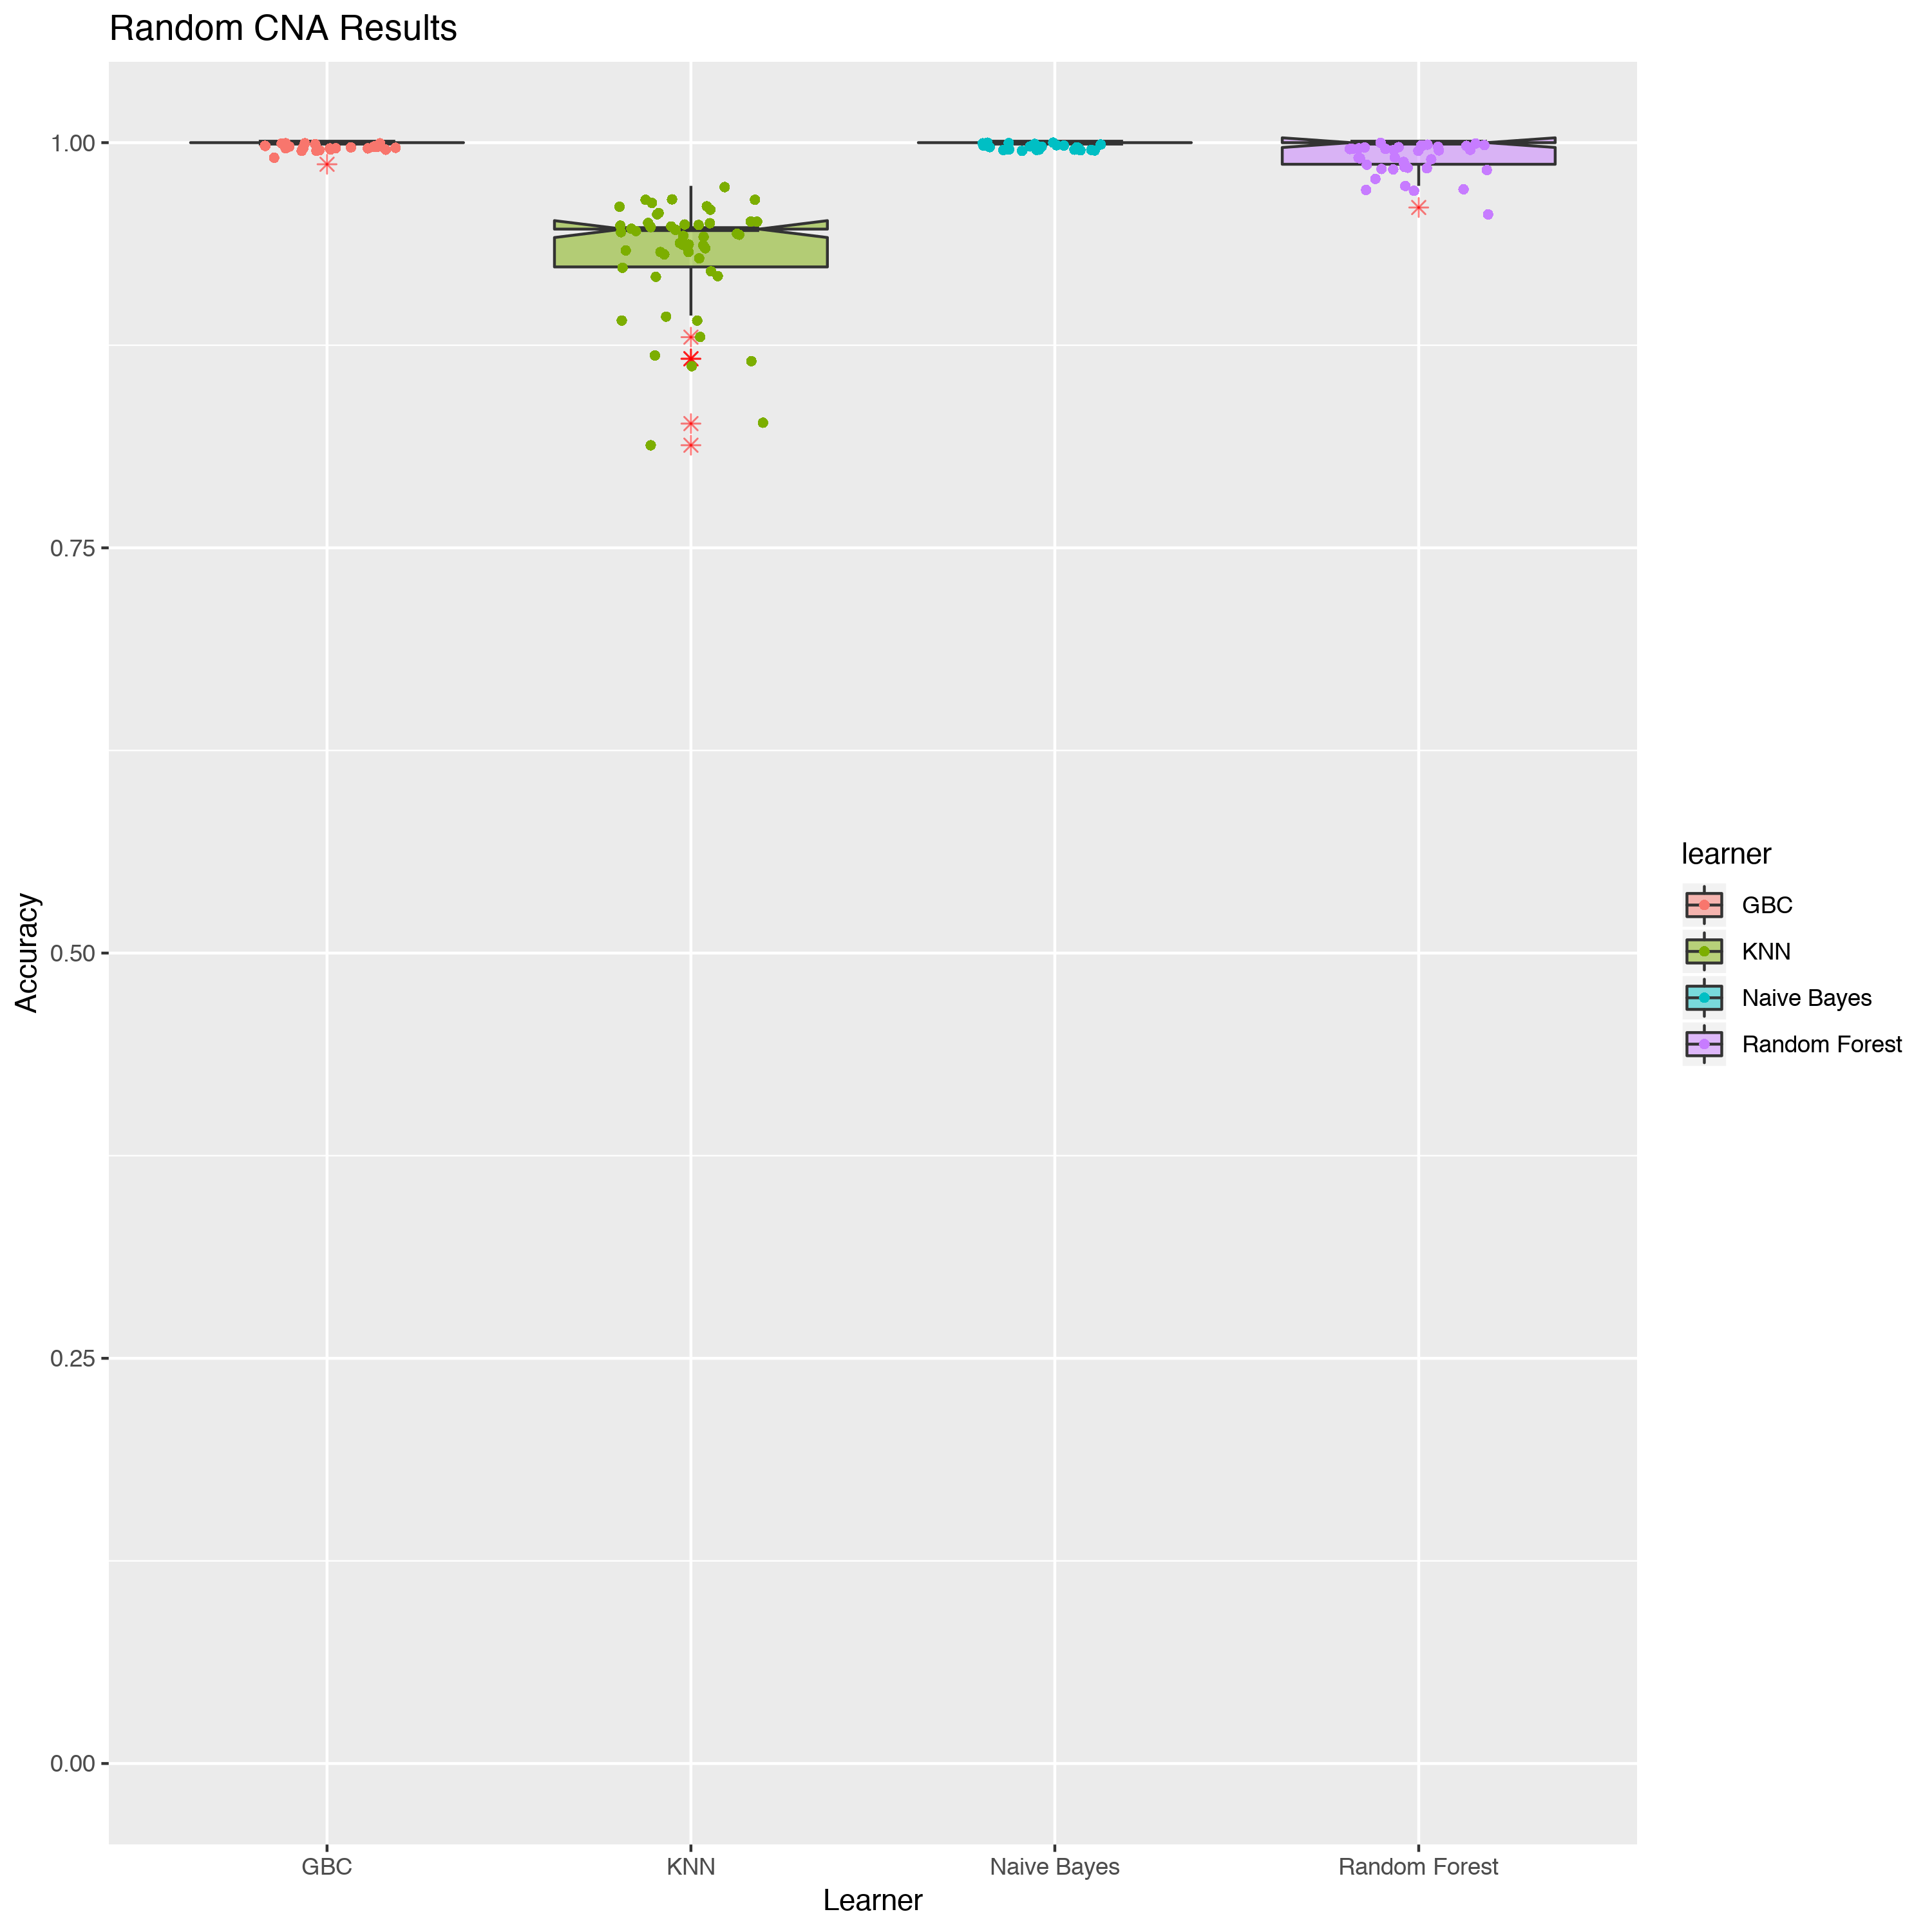 Random CNA Results
1.00
0.75
0.50
0.25
0.00
Accuracy
GBC
KNN
Naive Bayes
Random Forest
Learner
learner
GBC
KNN
Naive Bayes
Random Forest